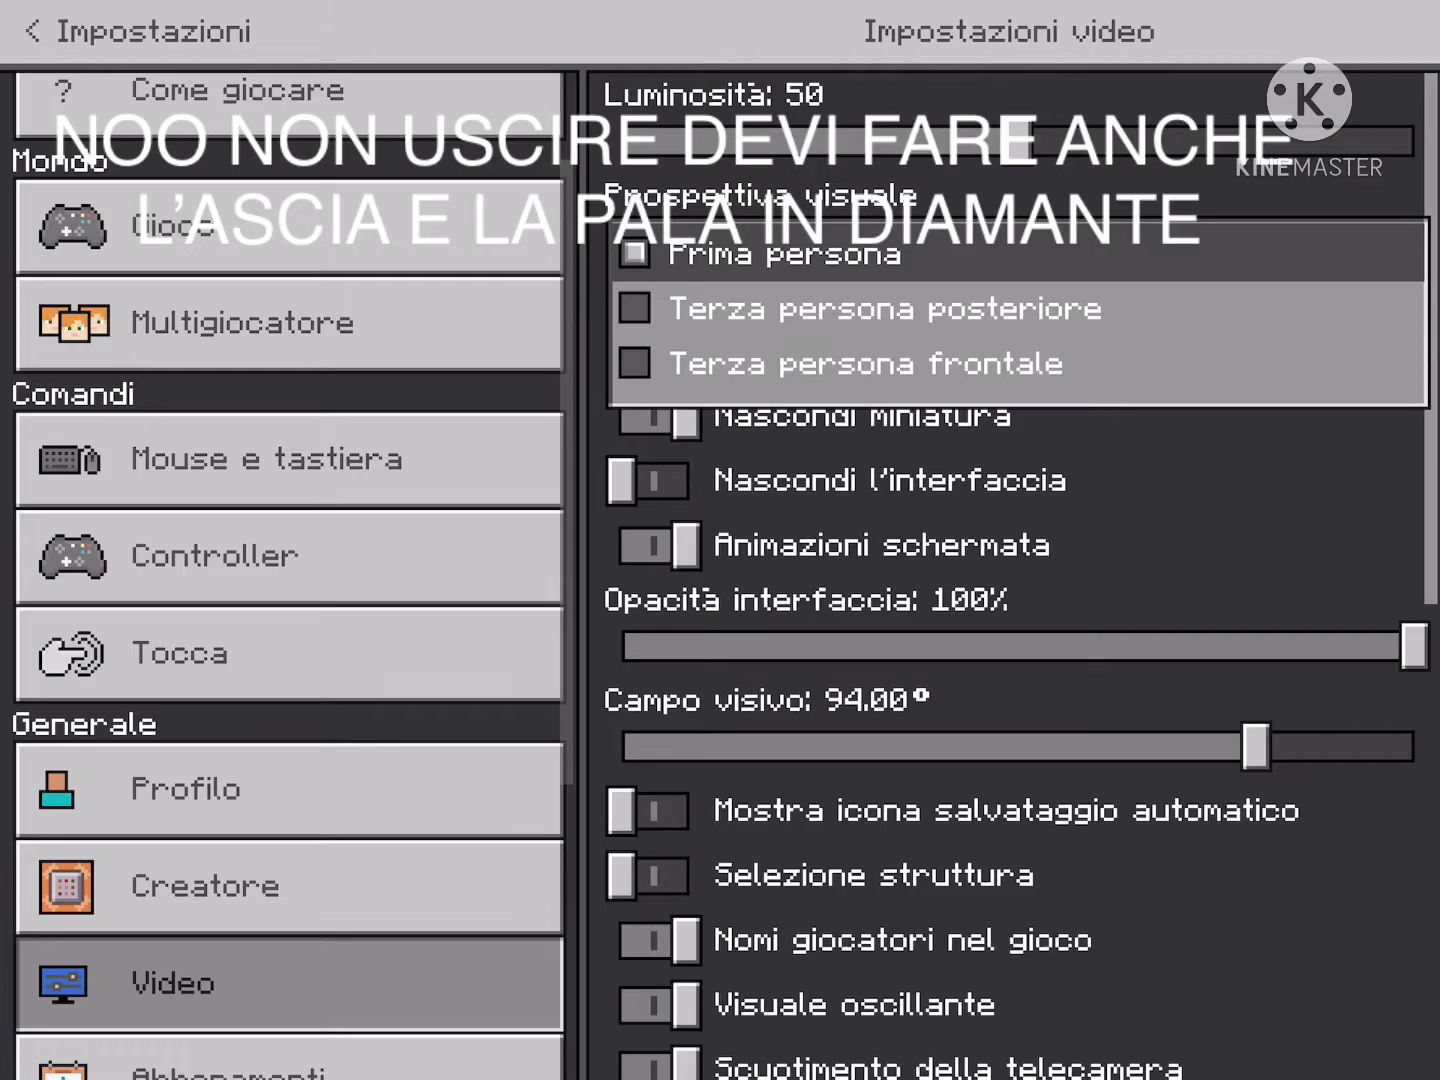 Impostazioni
Impostazioni video
? Come giocare
Mondo
Gioco
Multigiocatore
Comandi
Mouse e tastiera
Controller
Tocca
Generale
Profilo
Creatore
Video
Abbonamenti
NOO NON USCIRE DEVI FARE ANCHE
L'ASCIA E LA PALA IN DIAMANTE
K
KINEMASTER
Luminosità: 50
Prospettiva visuale
Prima persona
Terza persona posteriore
Terza persona frontale
Nascondi miniatura
Nascondi l'interfaccia
Animazioni schermata
Opacità interfaccia: 100%
Campo visivo: 94.00°
Mostra icona salvataggio automatico
Selezione struttura
Nomi giocatori nel gioco
Visuale oscillante
Scuotimento della telecamera